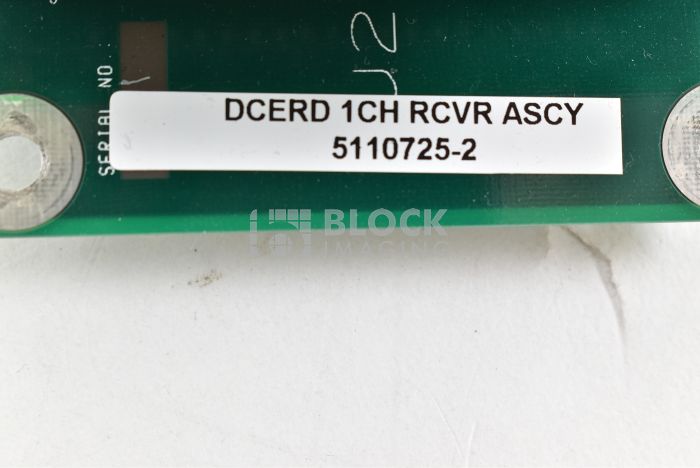 J2
SERIAL NO.
DCERD 1CH RCVR ASCY
5110725-2
BLOCK
IMAGING